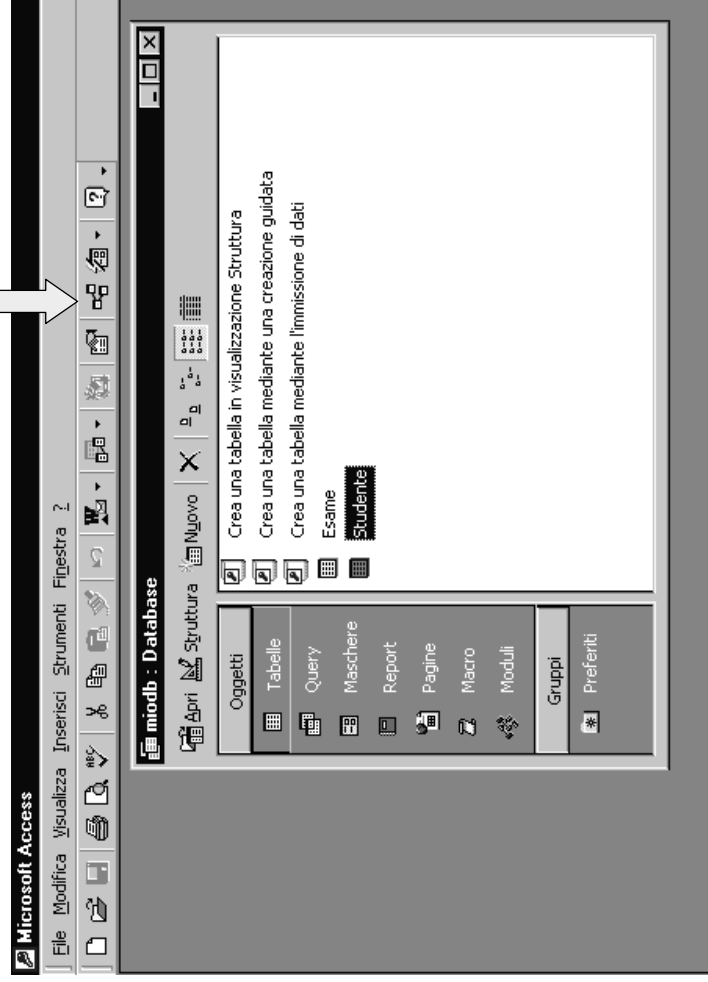 Microsoft Access
File Modifica Visualizza Inserisci Strumenti Finestra ?
ABC W ?
miodb : Database
Apri Struttura Nuovo
Oggetti
Tabelle
Query
Maschere
Report
Pagine
Macro
Moduli
Gruppi
Preferiti
Crea una tabella in visualizzazione Struttura
Crea una tabella mediante una creazione guidata
Crea una tabella mediante l'immissione di dati
Esame
Studente